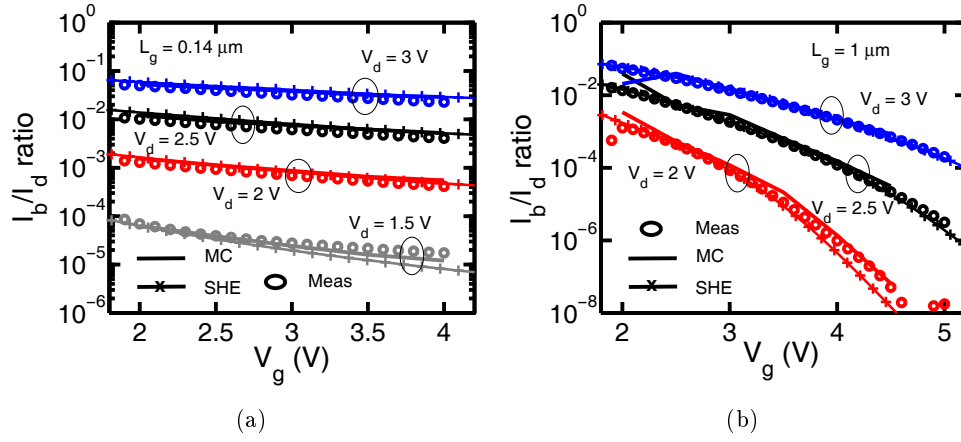 L_g = 0.14 μm
V_d = 3 V
V_d = 2.5 V
V_d = 2 V
V_d = 1.5 V
MC
SHE
Meas
10^0
10^-1
10^-2
10^-3
10^-4
10^-5
10^-6
I_b/I_d ratio
2 2.5 3 3.5 4
V_g (V)
(a)
L_g = 1 μm
V_d = 3 V
V_d = 2 V
V_d = 2.5 V
Meas
MC
SHE
10^0
10^-2
10^-4
10^-6
10^-8
I_b/I_d ratio
2 3 4 5
V_g (V)
(b)